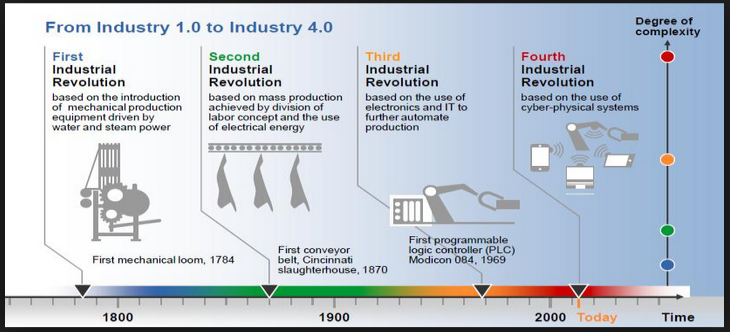 From Industry 1.0 to Industry 4.0
Degree of
complexity
First
Industrial
Revolution
based on the introduction
of mechanical production
equipment driven by
water and steam power
First mechanical loom, 1784
Second
Industrial
Revolution
based on mass production
achieved by division of
labor concept and the use
of electrical energy
First conveyor
belt, Cincinnati
slaughterhouse, 1870
Third
Industrial
Revolution
based on the use of
electronics and IT to
further automate
production
First programmable
logic controller (PLC)
Modicon 084, 1969
Fourth
Industrial
Revolution
based on the use of
cyber-physical systems
1800
1900
2000
Today
Time